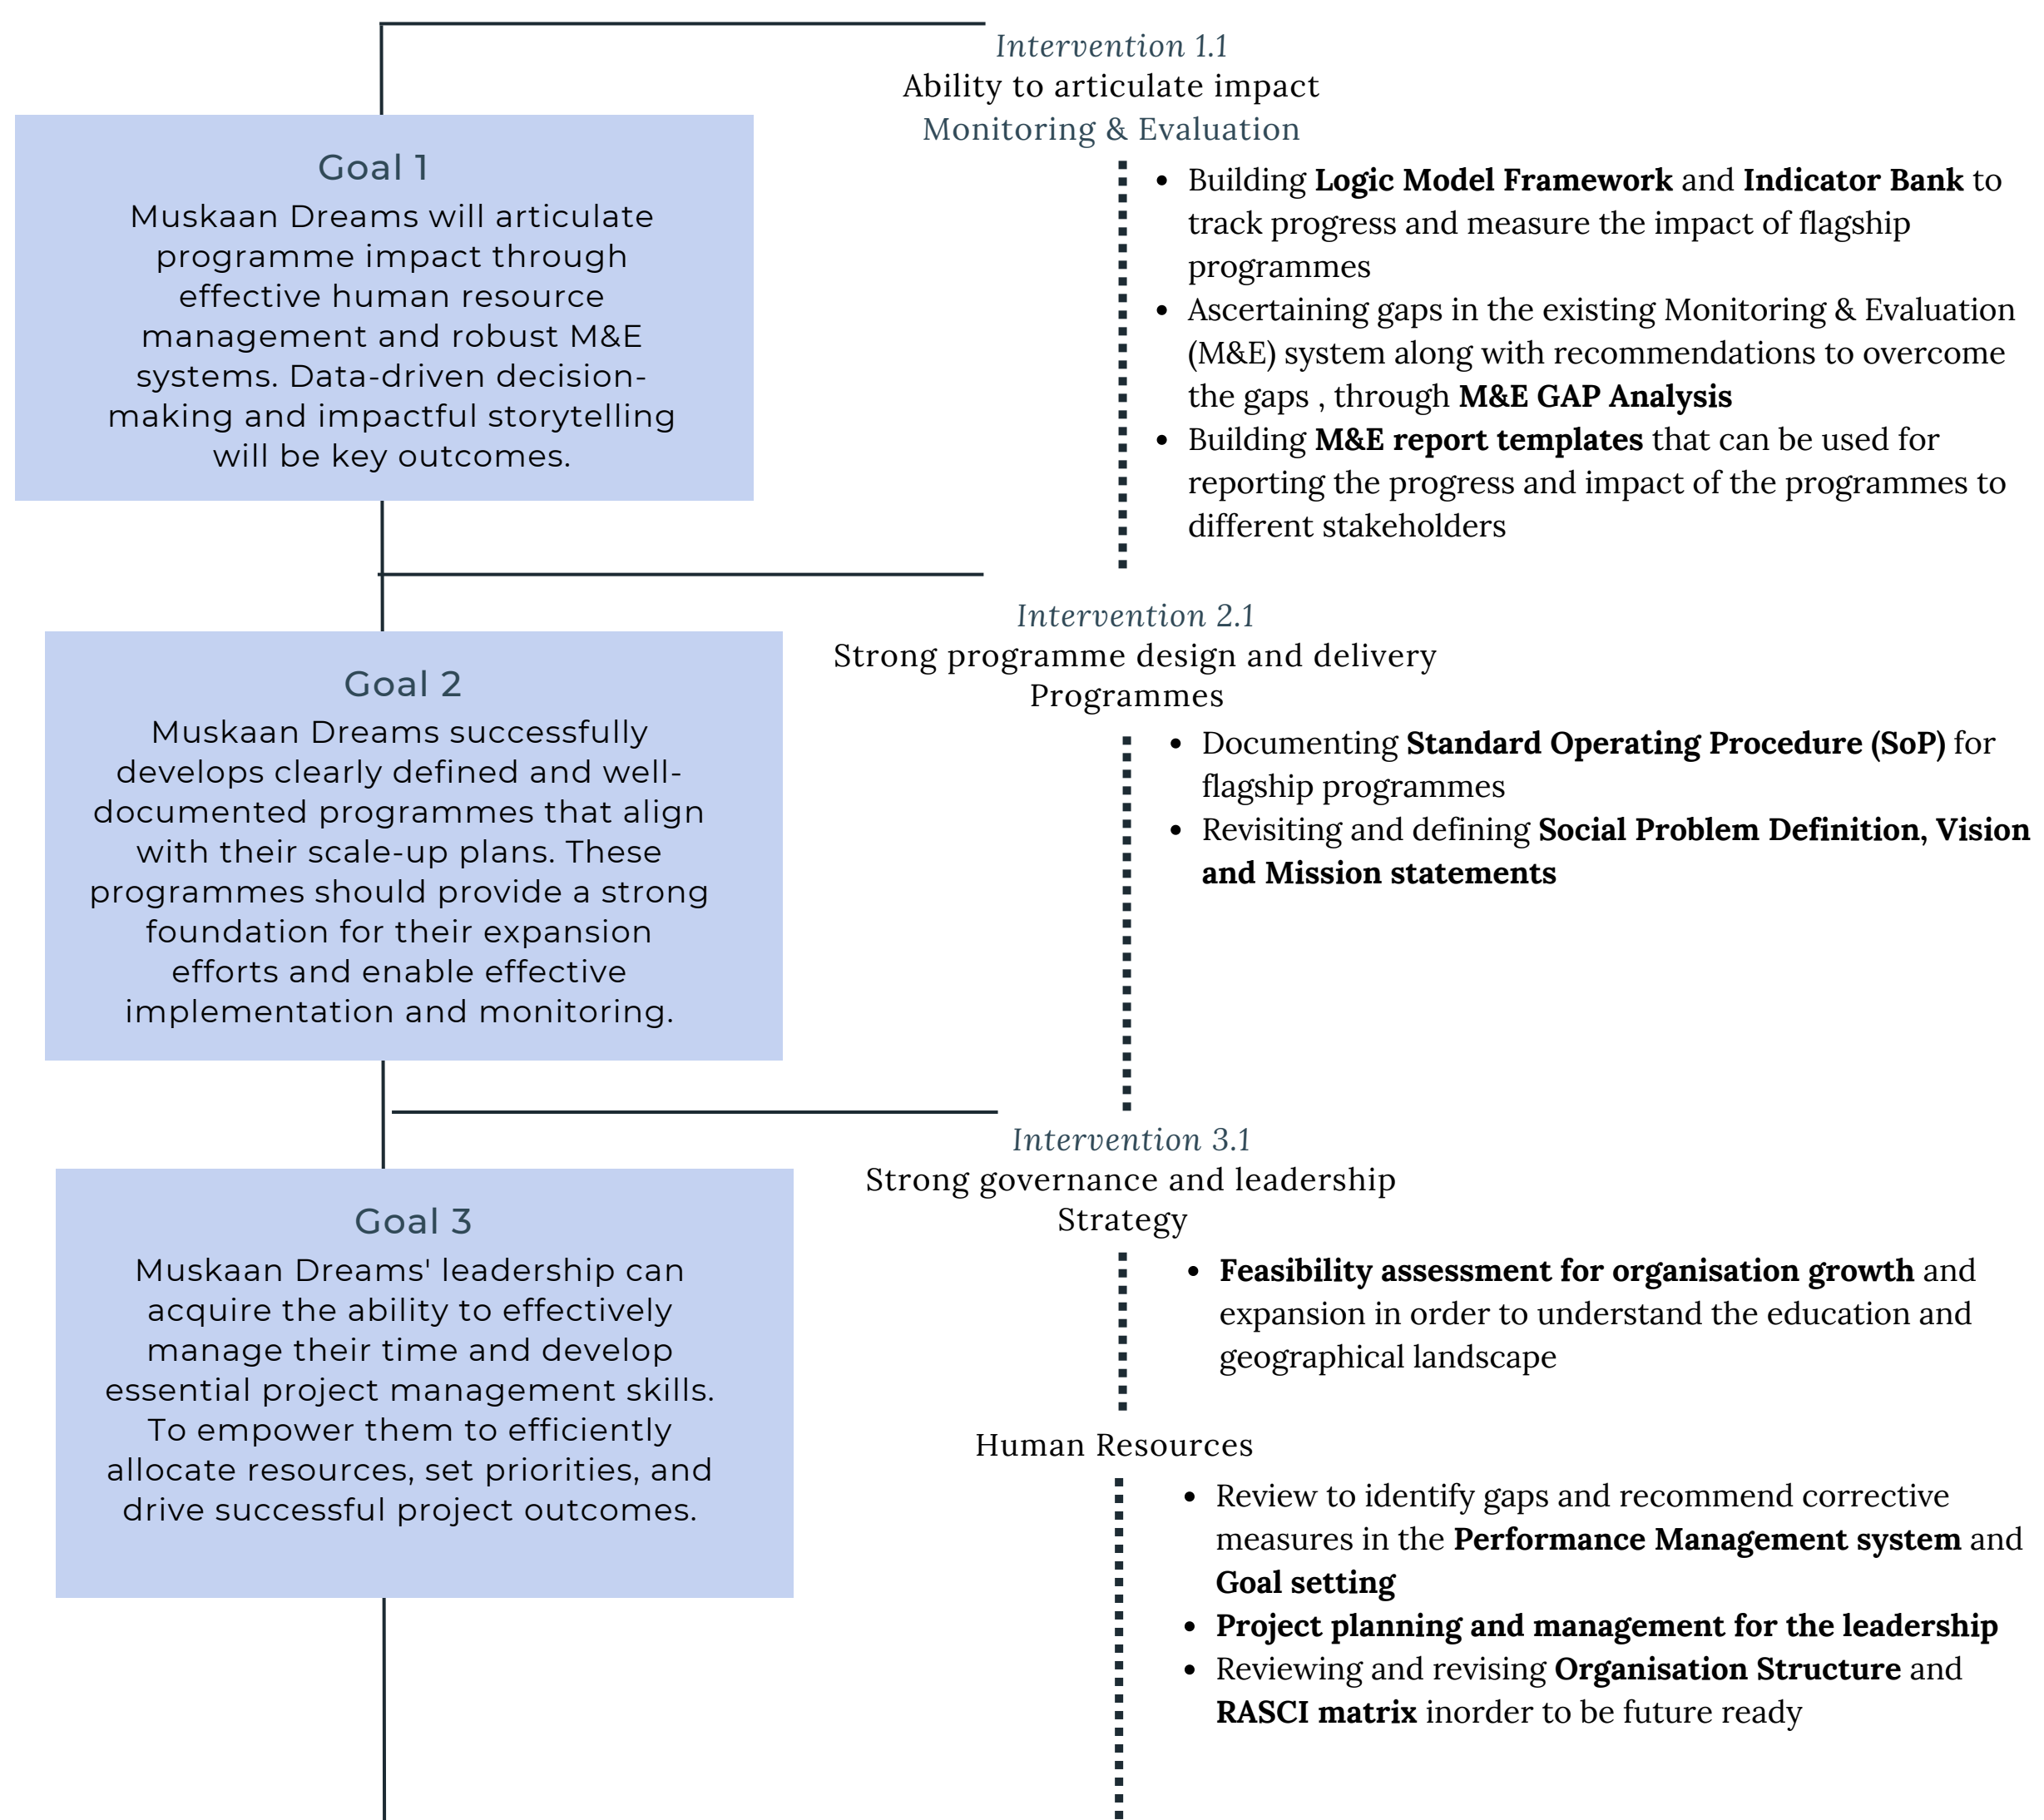 Intervention 1.1
Ability to articulate impact
Monitoring & Evaluation
Goal 1
Muskaan Dreams will articulate
programme impact through
effective human resource
management and robust M&E
systems. Data-driven decision-
making and impactful storytelling
will be key outcomes.
• Building Logic Model Framework and Indicator Bank to
track progress and measure the impact of flagship
programmes
• Ascertaining gaps in the existing Monitoring & Evaluation
(M&E) system along with recommendations to overcome
the gaps , through M&E GAP Analysis
• Building M&E report templates that can be used for
reporting the progress and impact of the programmes to
different stakeholders
Intervention 2.1
Strong programme design and delivery
Programmes
Goal 2
Muskaan Dreams successfully
develops clearly defined and well-
documented programmes that align
with their scale-up plans. These
programmes should provide a strong
foundation for their expansion
efforts and enable effective
implementation and monitoring.
• Documenting Standard Operating Procedure (SoP) for
flagship programmes
• Revisiting and defining Social Problem Definition, Vision
and Mission statements
Intervention 3.1
Strong governance and leadership
Strategy
Goal 3
Muskaan Dreams' leadership can
acquire the ability to effectively
manage their time and develop
essential project management skills.
To empower them to efficiently
allocate resources, set priorities, and
drive successful project outcomes.
• Feasibility assessment for organisation growth and
expansion in order to understand the education and
geographical landscape
Human Resources
• Review to identify gaps and recommend corrective
measures in the Performance Management system and
Goal setting
• Project planning and management for the leadership
• Reviewing and revising Organisation Structure and
RASCI matrix inorder to be future ready